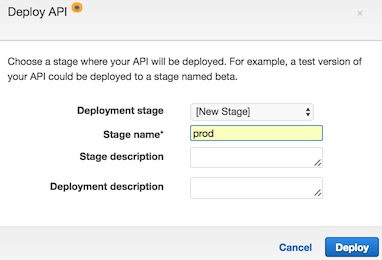 Deploy API
Choose a stage where your API will be deployed. For example, a test version of
your API could be deployed to a stage named beta.
Deployment stage [New Stage]
Stage name* prod
Stage description
Deployment description
Cancel Deploy